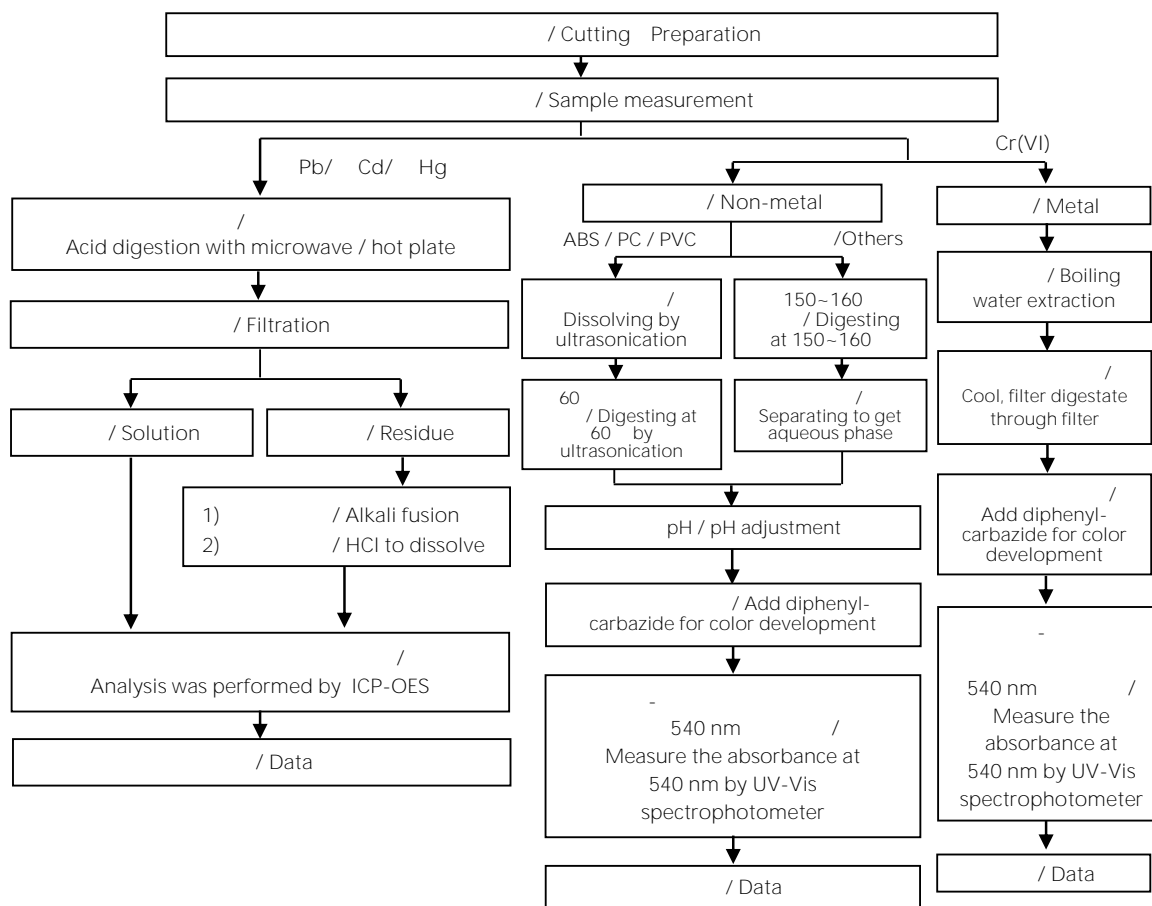 / Cutting Preparation
/ Sample measurement
Pb/ Cd/ Hg
Cr(VI)
/
Acid digestion with microwave / hot plate
/ Filtration
/ Solution
/ Residue
1) / Alkali fusion
2) / HCl to dissolve
/
Analysis was performed by ICP-OES
/ Data
/ Non-metal
ABS / PC / PVC
/Others
/
Dissolving by
ultrasonication
150~160
/ Digesting
at 150~160
60
/ Digesting at
60 by
ultrasonication
/
Separating to get
aqueous phase
pH / pH adjustment
/ Add diphenyl-
carbazide for color development
-
540 nm /
Measure the absorbance at
540 nm by UV-Vis
spectrophotometer
/ Data
/ Metal
/ Boiling
water extraction
/
Cool, filter digestate
through filter
/
Add diphenyl-
carbazide for color
development
-
540 nm /
Measure the
absorbance at
540 nm by UV-Vis
spectrophotometer
/ Data